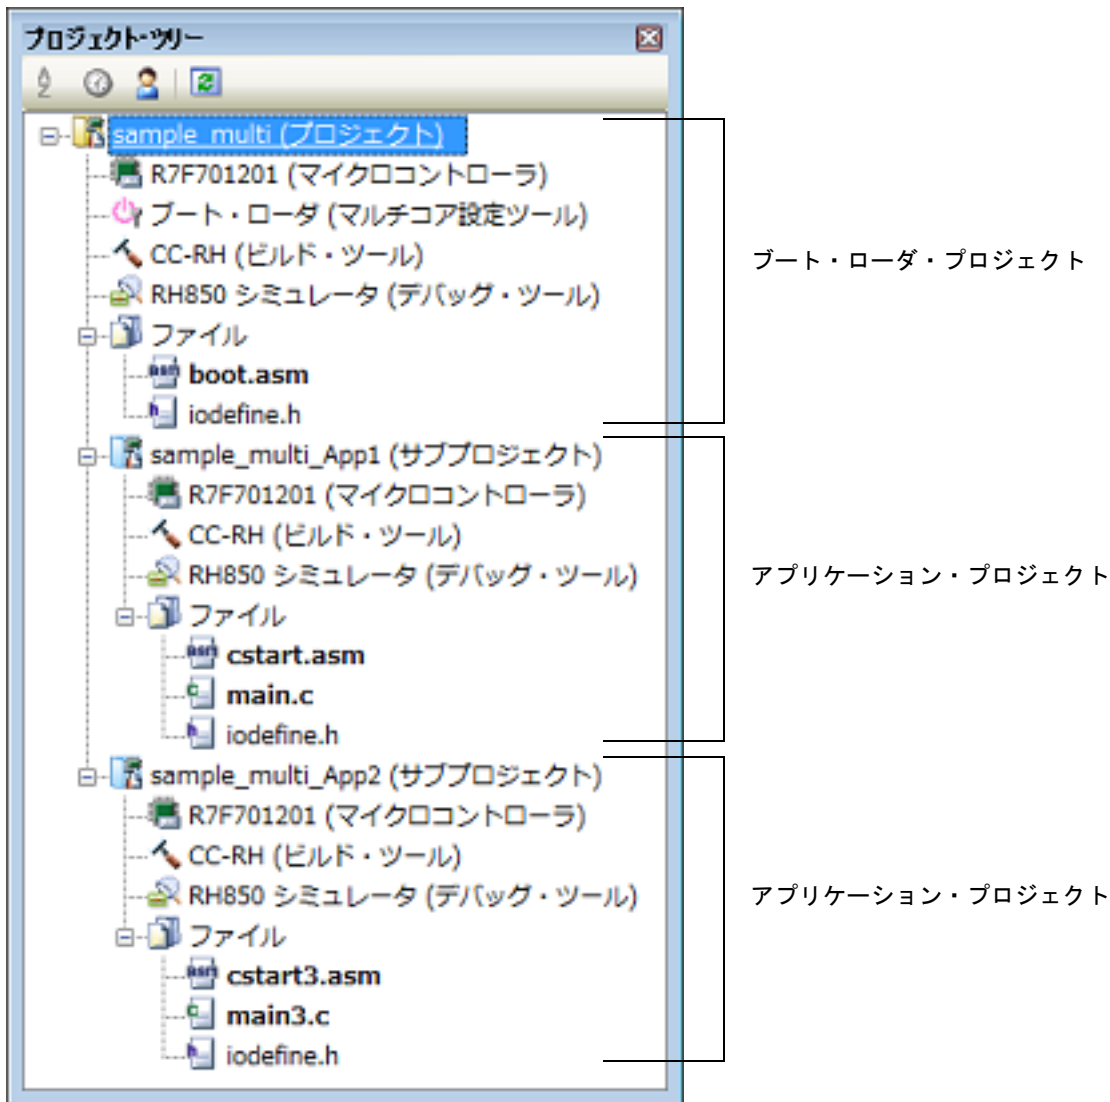 プロジェクト・ツリー
sample_multi (プロジェクト)
R7F701201 (マイクロコントローラ)
ブート・ローダ (マルチコア設定ツール)
CC-RH (ビルド・ツール)
ブート・ローダ・プロジェクト
RH850 シミュレータ (デバッグ・ツール)
ファイル
boot.asm
iodefine.h
sample_multi_App1 (サブプロジェクト)
R7F701201 (マイクロコントローラ)
CC-RH (ビルド・ツール)
RH850 シミュレータ (デバッグ・ツール)
アプリケーション・プロジェクト
ファイル
cstart.asm
main.c
iodefine.h
sample_multi_App2 (サブプロジェクト)
R7F701201 (マイクロコントローラ)
CC-RH (ビルド・ツール)
RH850 シミュレータ (デバッグ・ツール)
アプリケーション・プロジェクト
ファイル
cstart3.asm
main3.c
iodefine.h